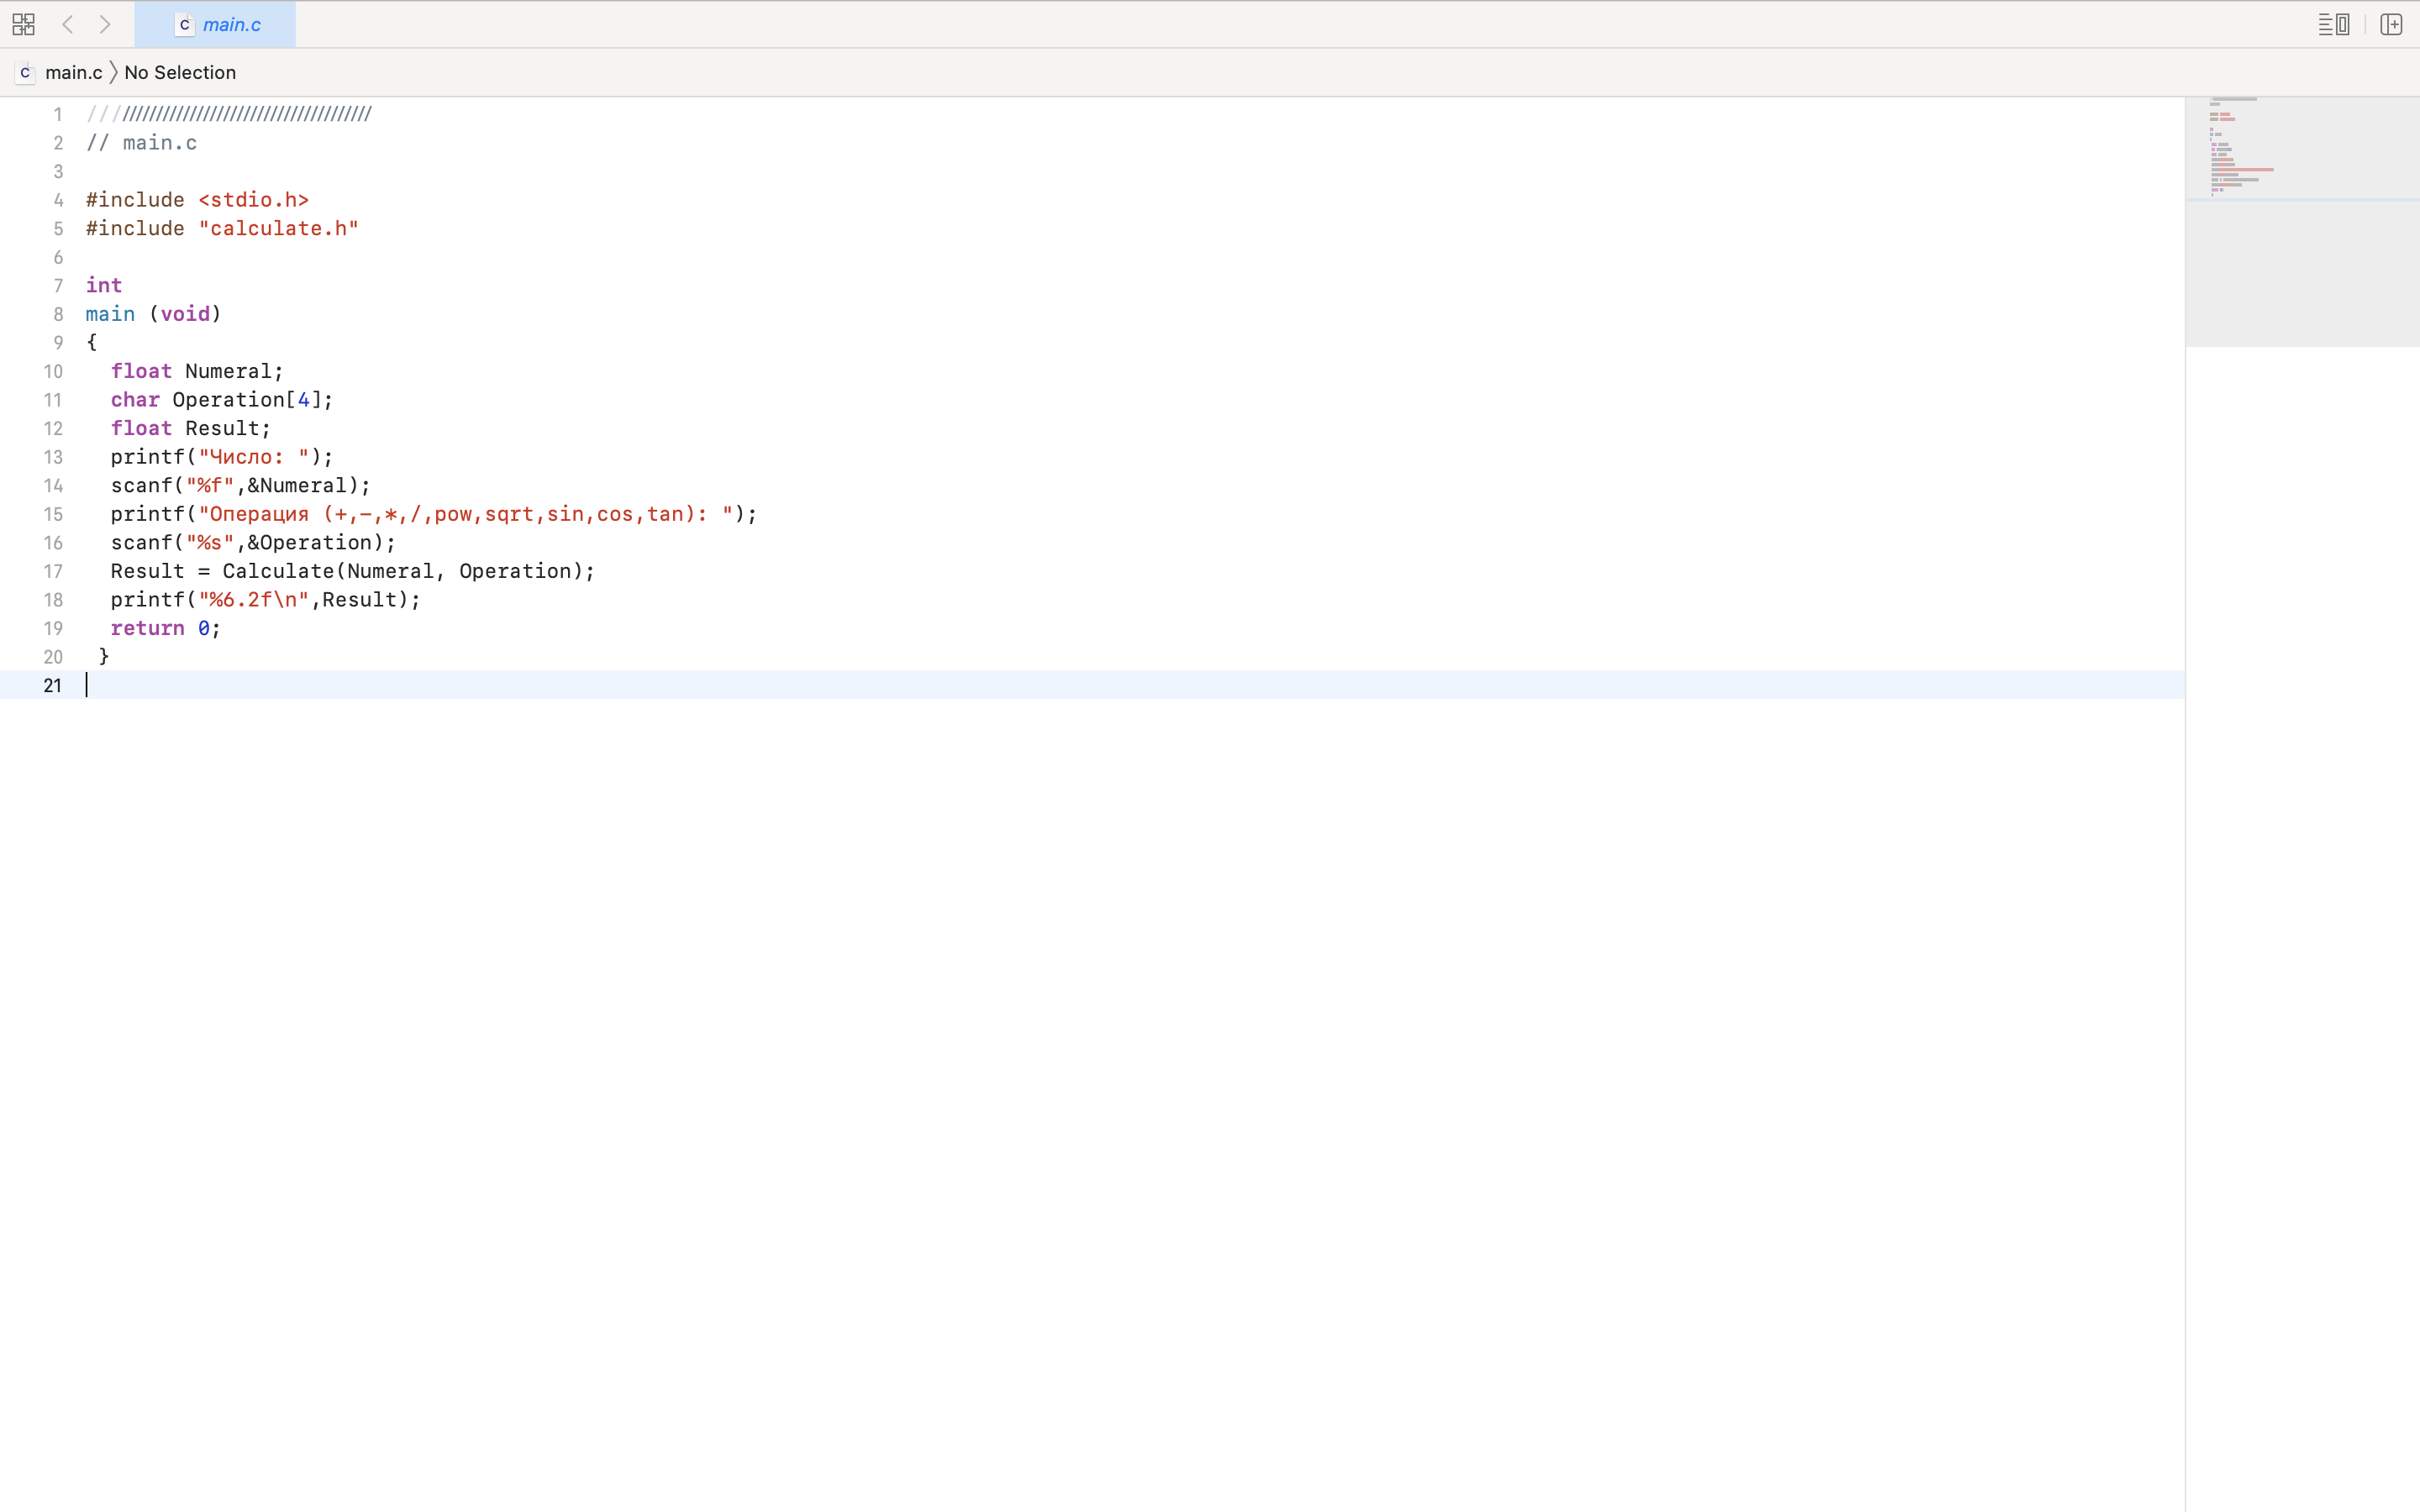 main.c
main.c No Selection
1 /////////////////////////////////////
2 // main.c
3
4 #include <stdio.h>
5 #include "calculate.h"
6
7 int
8 main (void)
9 {
10 float Numeral;
11 char Operation[4];
12 float Result;
13 printf("Число: ");
14 scanf("%f",&Numeral);
15 printf("Операция (+,-,*,/,pow,sqrt,sin,cos,tan): ");
16 scanf("%s",&Operation);
17 Result = Calculate(Numeral, Operation);
18 printf("%6.2f\n",Result);
19 return 0;
20 }
21